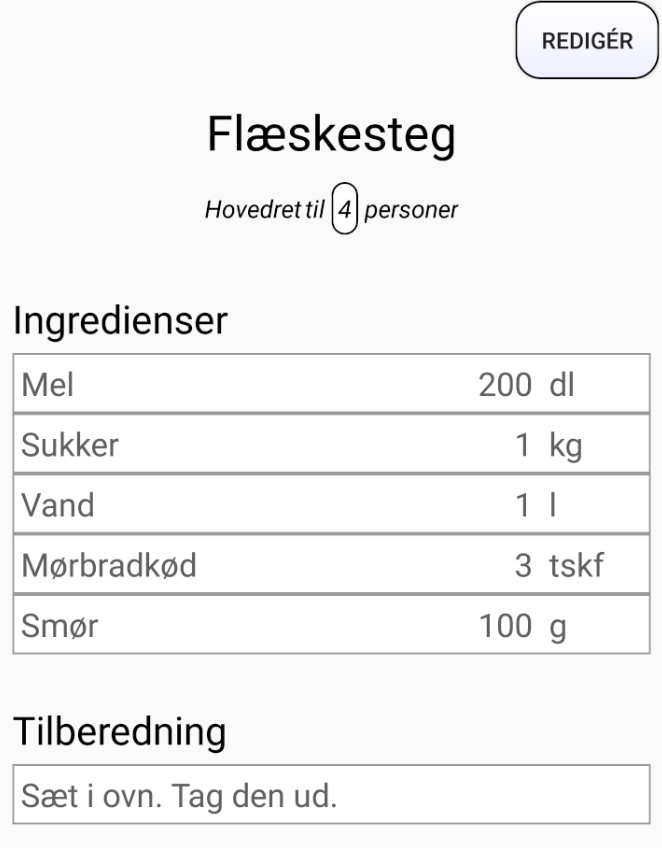 REDIGÉR
Flæskesteg
Hovedret til 4 personer
Ingredienser
Mel 200 dl
Sukker 1 kg
Vand 1 l
Mørbradkød 3 tskf
Smør 100 g
Tilberedning
Sæt i ovn. Tag den ud.